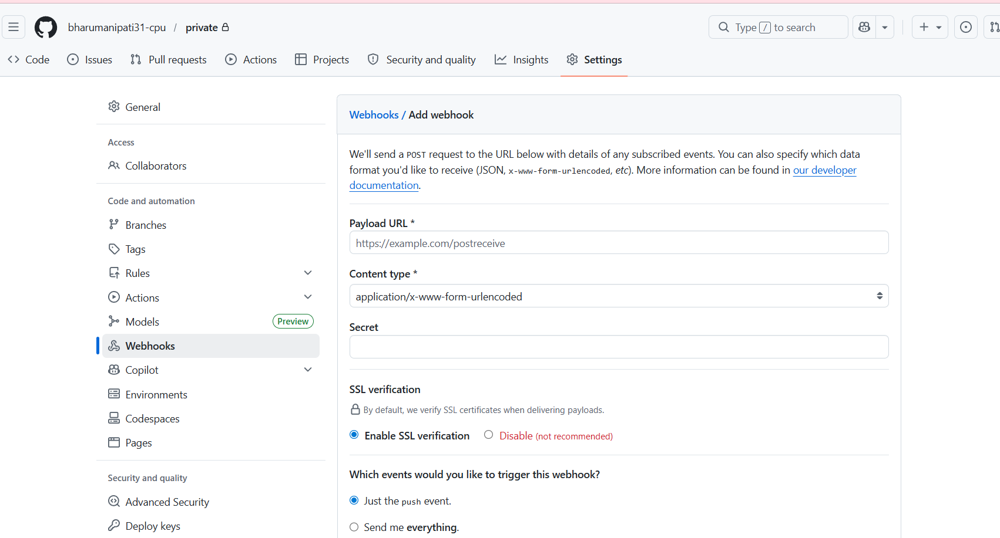 bharumanipati31-cpu / private
Type / to search
Code
Issues
Pull requests
Actions
Projects
Security and quality
Insights
Settings
General
Access
Collaborators
Code and automation
Branches
Tags
Rules
Actions
Models
Preview
Webhooks
Copilot
Environments
Codespaces
Pages
Security and quality
Advanced Security
Deploy keys
Webhooks / Add webhook
We'll send a POST request to the URL below with details of any subscribed events. You can also specify which data
format you'd like to receive (JSON, x-www-form-urlencoded, etc). More information can be found in our developer
documentation.
Payload URL *
https://example.com/postreceive
Content type *
application/x-www-form-urlencoded
Secret
SSL verification
By default, we verify SSL certificates when delivering payloads.
Enable SSL verification
Disable (not recommended)
Which events would you like to trigger this webhook?
Just the push event.
Send me everything.